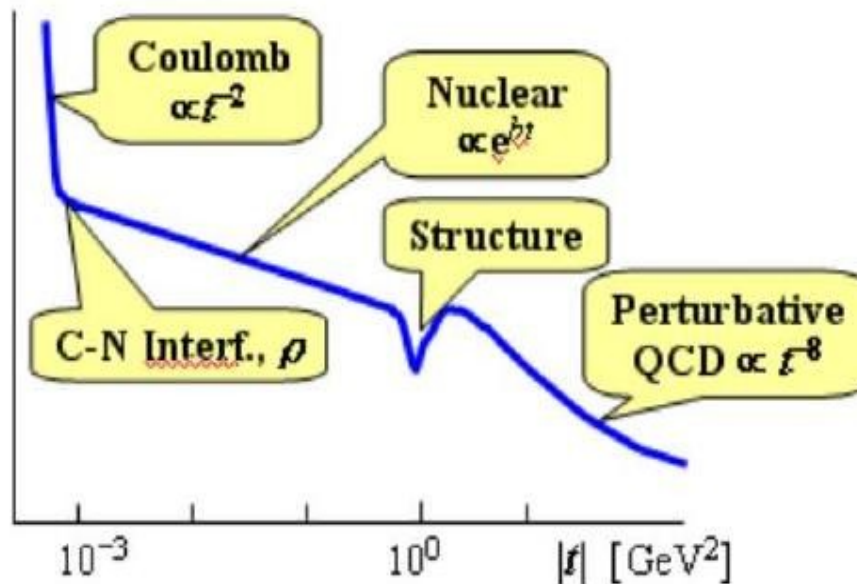 Coulomb
∝t⁻²
Nuclear
∝e^bt
Structure
C-N Interf., ρ
Perturbative
QCD ∝ t⁻⁸
10⁻³
10⁰
|t| [GeV²]